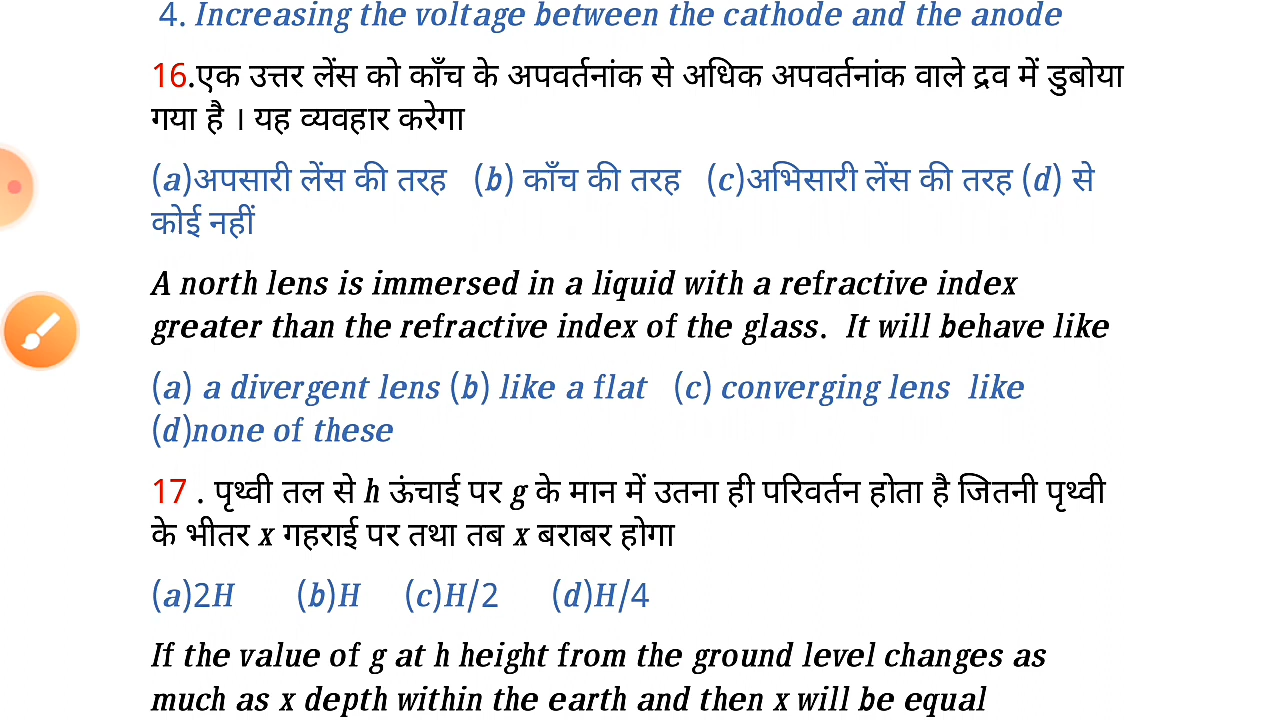 4. Increasing the voltage between the cathode and the anode
16.एक उत्तर लेंस को काँच के अपवर्तनांक से अधिक अपवर्तनांक वाले द्रव में डुबोया
गया है । यह व्यवहार करेगा
(a)अपसारी लेंस की तरह (b) काँच की तरह (c)अभिसारी लेंस की तरह (d) से
कोई नहीं
A north lens is immersed in a liquid with a refractive index
greater than the refractive index of the glass. It will behave like
(a) a divergent lens (b) like a flat (c) converging lens like
(d)none of these
17 . पृथ्वी तल से h ऊंचाई पर g के मान में उतना ही परिवर्तन होता है जितनी पृथ्वी
के भीतर x गहराई पर तथा तब x बराबर होगा
(a)2H (b)H (c)H/2 (d)H/4
If the value of g at h height from the ground level changes as
much as x depth within the earth and then x will be equal